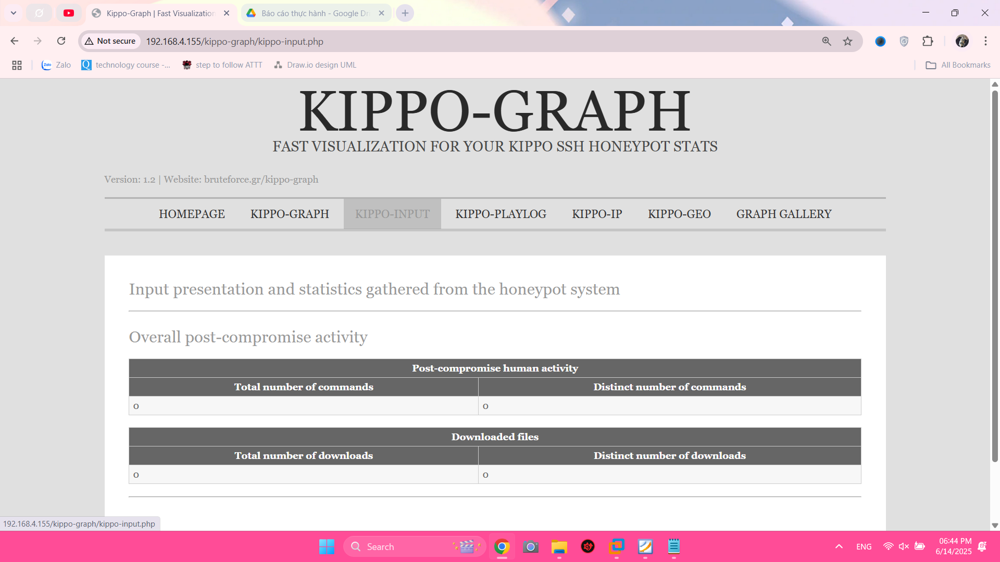 Kippo-Graph | Fast Visualization
Báo cáo thực hành - Google Dr
Not secure
192.168.4.155/kippo-graph/kippo-input.php
Zalo
technology course -...
step to follow ATTT
Draw.io design UML
All Bookmarks
KIPPO-GRAPH
FAST VISUALIZATION FOR YOUR KIPPO SSH HONEYPOT STATS
Version: 1.2 | Website: bruteforce.gr/kippo-graph
HOMEPAGE
KIPPO-GRAPH
KIPPO-INPUT
KIPPO-PLAYLOG
KIPPO-IP
KIPPO-GEO
GRAPH GALLERY
Input presentation and statistics gathered from the honeypot system
Overall post-compromise activity
Post-compromise human activity
Total number of commands
Distinct number of commands
0
0
Downloaded files
Total number of downloads
Distinct number of downloads
0
0
192.168.4.155/kippo-graph/kippo-input.php
Search
ENG
06:44 PM
6/14/2025